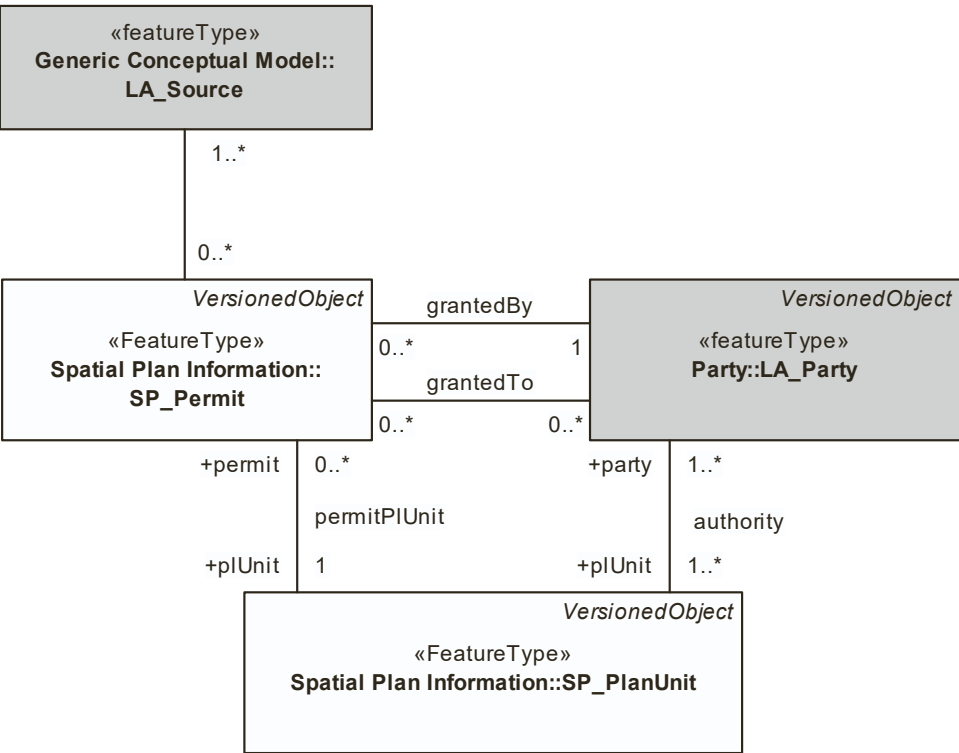 «featureType»
Generic Conceptual Model::
LA_Source
1..*
0..*
VersionedObject
«FeatureType»
Spatial Plan Information::
SP_Permit
grantedBy
0..*
1
grantedTo
0..*
0..*
VersionedObject
«featureType»
Party::LA_Party
+permit
0..*
+party
1..*
permitPlUnit
authority
+plUnit
1
+plUnit
1..*
VersionedObject
«FeatureType»
Spatial Plan Information::SP_PlanUnit